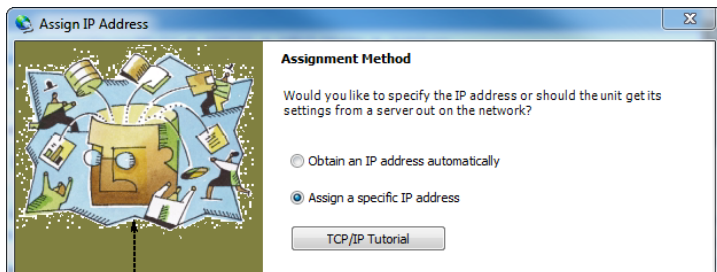 Assign IP Address
Assignment Method
Would you like to specify the IP address or should the unit get its
settings from a server out on the network?
Obtain an IP address automatically
Assign a specific IP address
TCP/IP Tutorial